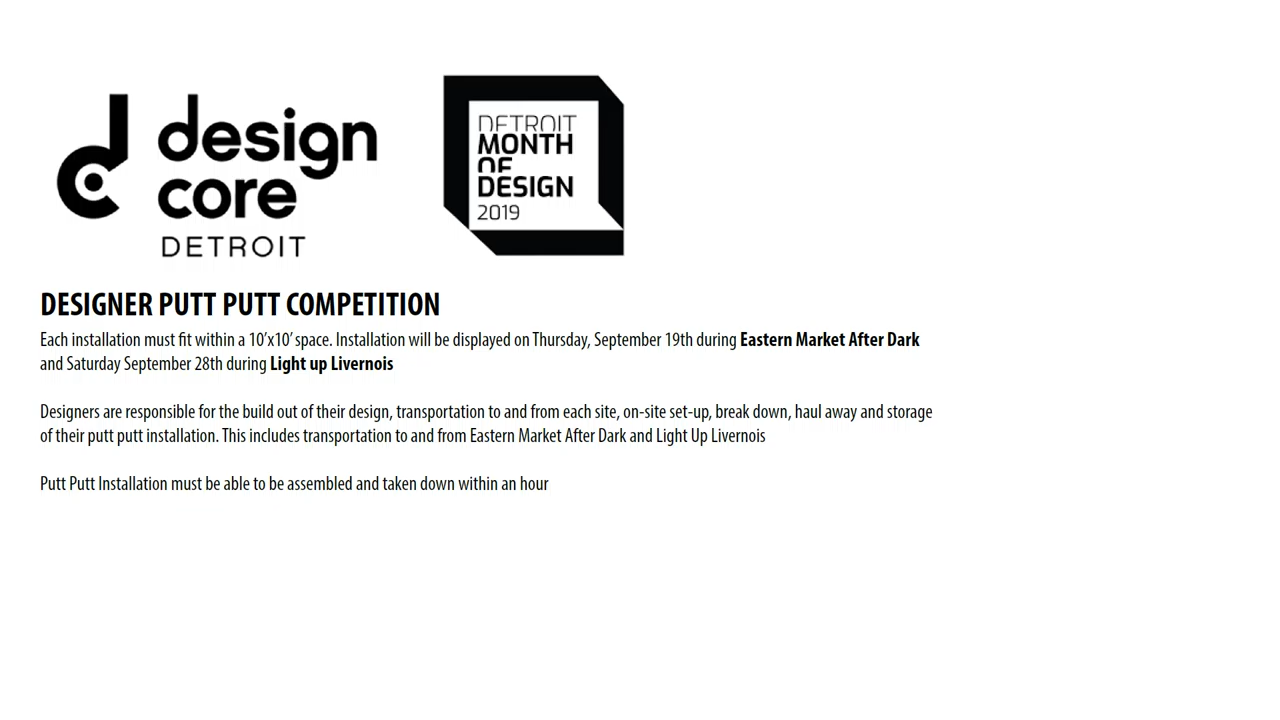 design
core
DETROIT
DETROIT
MONTH
OF
DESIGN
2019
DESIGNER PUTT PUTT COMPETITION
Each installation must fit within a 10’x10’ space. Installation will be displayed on Thursday, September 19th during Eastern Market After Dark
and Saturday September 28th during Light up Livernois
Designers are responsible for the build out of their design, transportation to and from each site, on-site set-up, break down, haul away and storage
of their putt putt installation. This includes transportation to and from Eastern Market After Dark and Light Up Livernois
Putt Putt Installation must be able to be assembled and taken down within an hour